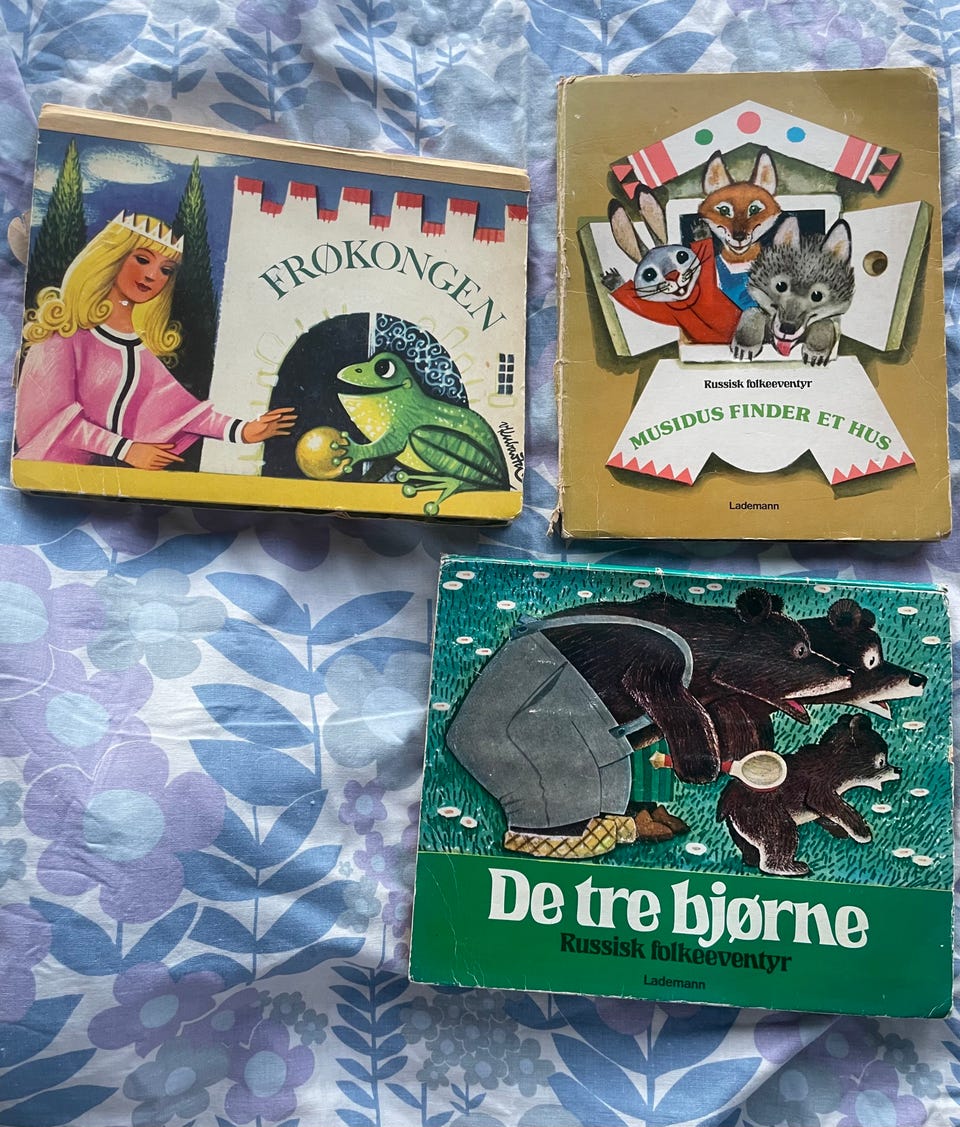 FRØKONGEN
Russisk folkeeventyr
MUSIDUS FINDER ET HUS
Lademann
De tre bjørne
Russisk folkeeventyr
Lademann